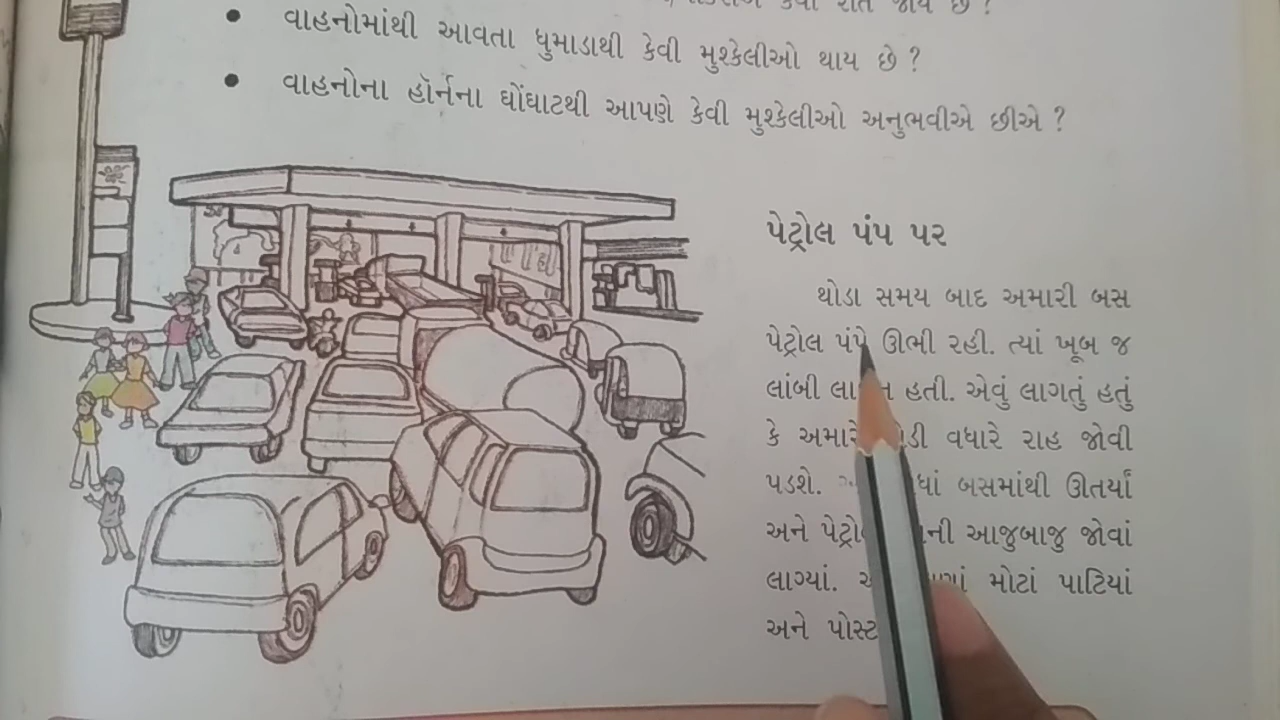 કેવી રીતે જાય છે ?
વાહનોમાંથી આવતા ધુમાડાથી કેવી મુશ્કેલીઓ થાય છે ?
વાહનોના હૉર્નના ઘોંઘાટથી આપણે કેવી મુશ્કેલીઓ અનુભવીએ છીએ ?
પેટ્રોલ પંપ પર
થોડા સમય બાદ અમારી બસ
પેટ્રોલ પંપે ઊભી રહી. ત્યાં ખૂબ જ
લાંબી હતી. એવું લાગતું હતું
કે વધારે રાહ જોવી
પડશે. બસમાંથી ઊતર્યાં
અને આજુબાજુ જોવાં
લાગ્યાં. મોટાં પાટિયાં
અને